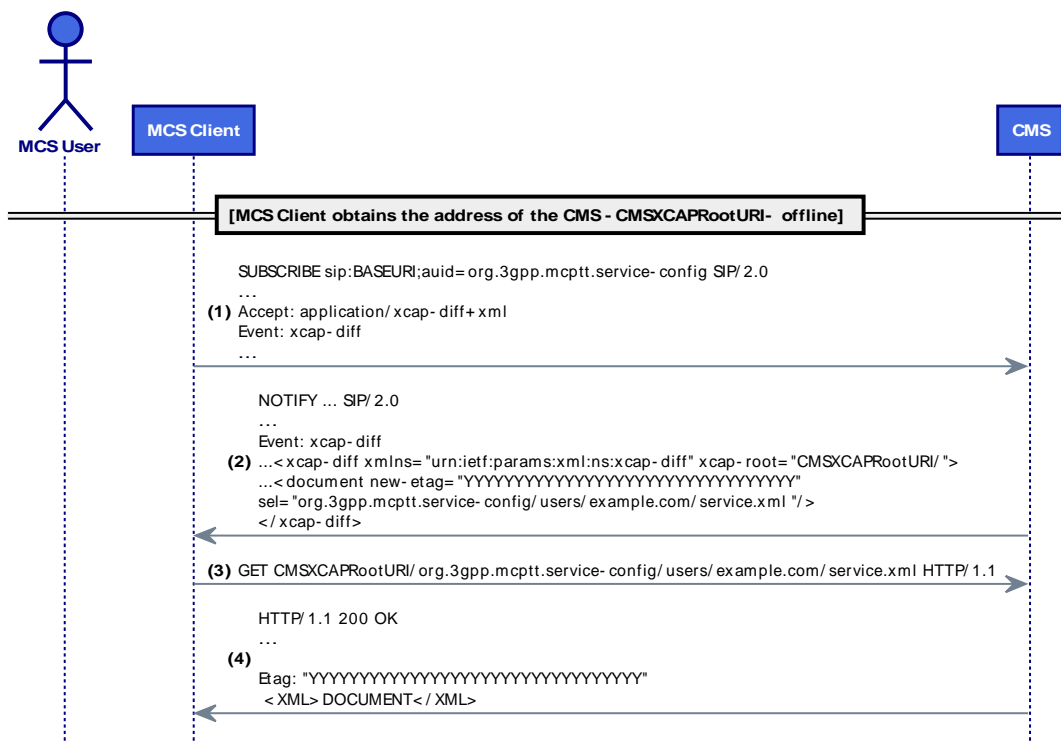 MCS User
MCS Client
CMS
[MCS Client obtains the address of the CMS - CMSXCAPRootURI- offline]
SUBSCRIBE sip:BASEURI;auid=org.3gpp.mcptt.service-config SIP/2.0
...
(1) Accept: application/xcap-diff+xml
Event: xcap-diff
...
NOTIFY ... SIP/2.0
...
Event: xcap-diff
(2) ...<xcap-diff xmlns="urn:ietf:params:xml:ns:xcap-diff" xcap-root="CMSXCAPRootURI/">
...<document new-etag="YYYYYYYYYYYYYYYYYYYYYYYYYYYYYYYY"
sel="org.3gpp.mcptt.service-config/users/example.com/service.xml"/>
</xcap-diff>
(3) GET CMSXCAPRootURI/org.3gpp.mcptt.service-config/users/example.com/service.xml HTTP/1.1
HTTP/1.1 200 OK
...
(4)
Etag: "YYYYYYYYYYYYYYYYYYYYYYYYYYYYYYYY"
<XML>DOCUMENT</XML>